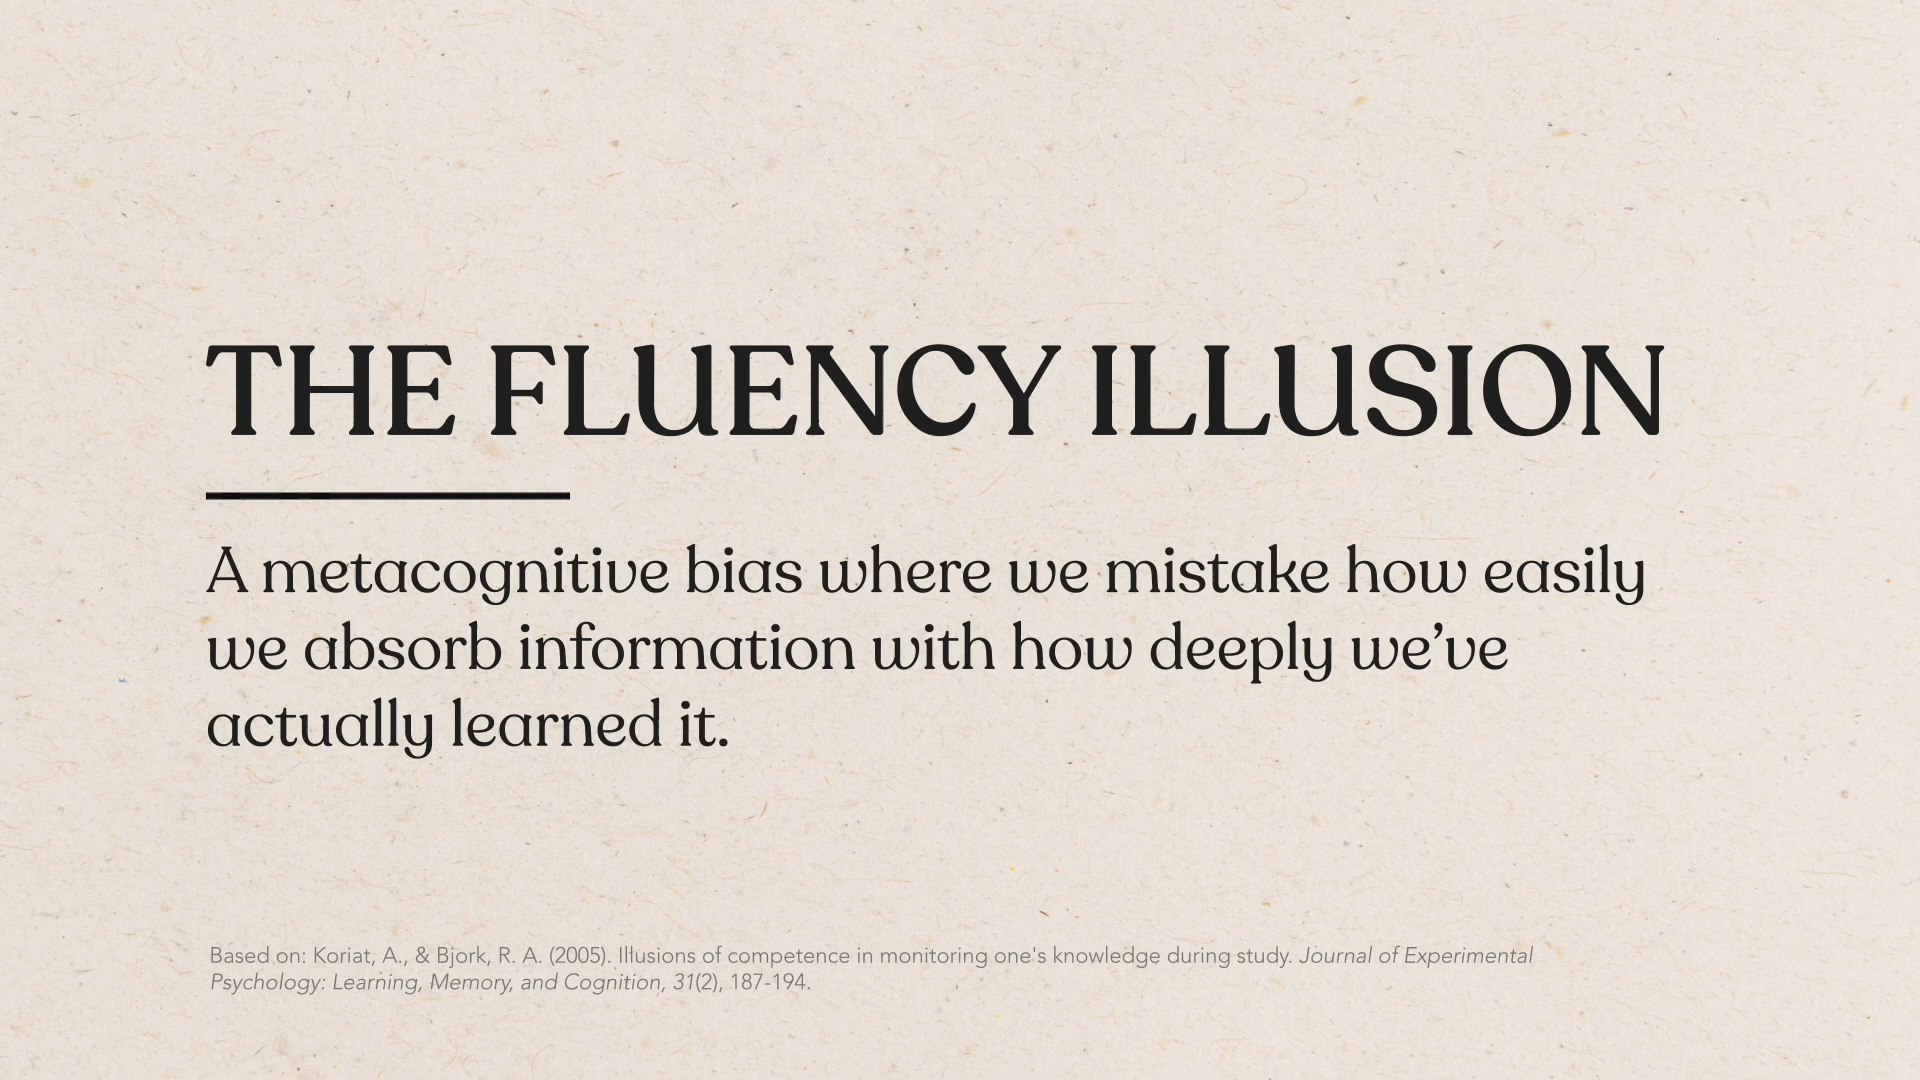 THE FLUENCY ILLUSION
A metacognitive bias where we mistake how easily
we absorb information with how deeply we’ve
actually learned it.
Based on: Koriat, A., & Bjork, R. A. (2005). Illusions of competence in monitoring one's knowledge during study. Journal of Experimental
Psychology: Learning, Memory, and Cognition, 31(2), 187-194.